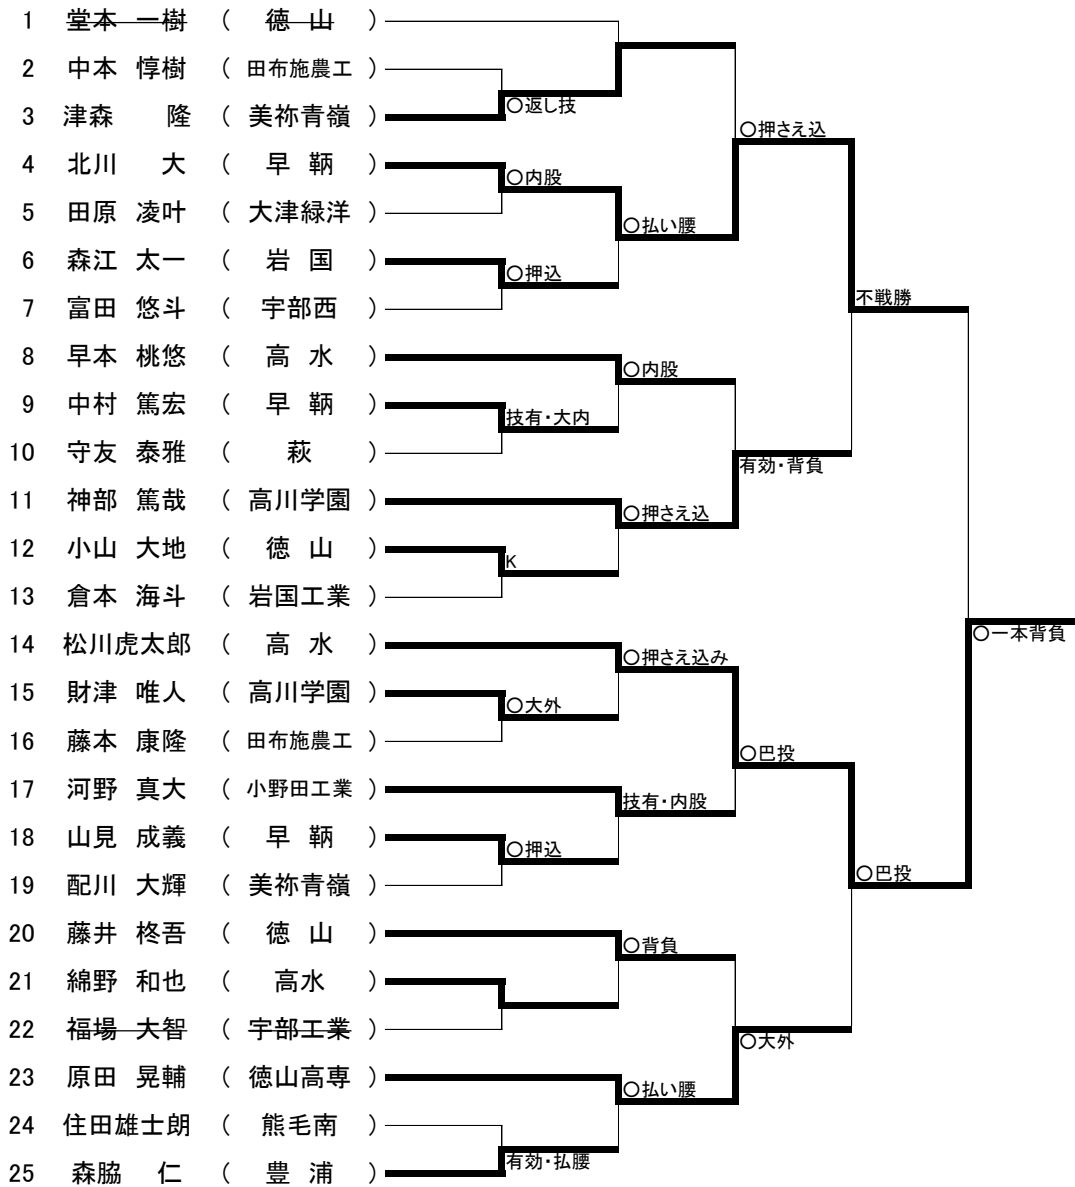 1 堂本 一樹 ( 徳 山 )
2 中本 惇樹 ( 田布施農工 )
○返し技
3 津森 隆 ( 美祢青嶺 )
○押さえ込
4 北川 大 ( 早 鞆 )
○内股
5 田原 凌叶 ( 大津緑洋 )
○払い腰
6 森江 太一 ( 岩 国 )
○押込
7 富田 悠斗 ( 宇部西 )
不戦勝
8 早本 桃悠 ( 高 水 )
○内股
9 中村 篤宏 ( 早 鞆 )
技有・大内
10 守友 泰雅 ( 萩 )
有効・背負
11 神部 篤哉 ( 高川学園 )
○押さえ込
12 小山 大地 ( 徳 山 )
K
13 倉本 海斗 ( 岩国工業 )
○一本背負
14 松川虎太郎 ( 高 水 )
○押さえ込み
15 財津 唯人 ( 高川学園 )
○大外
16 藤本 康隆 ( 田布施農工 )
○巴投
17 河野 真大 ( 小野田工業 )
技有・内股
18 山見 成義 ( 早 鞆 )
○押込
○巴投
19 配川 大輝 ( 美祢青嶺 )
20 藤井 柊吾 ( 徳 山 )
○背負
21 綿野 和也 ( 高水 )
22 福場 大智 ( 宇部工業 )
○大外
23 原田 晃輔 ( 徳山高専 )
○払い腰
24 住田雄士朗 ( 熊毛南 )
有効・払腰
25 森脇 仁 ( 豊 浦 )